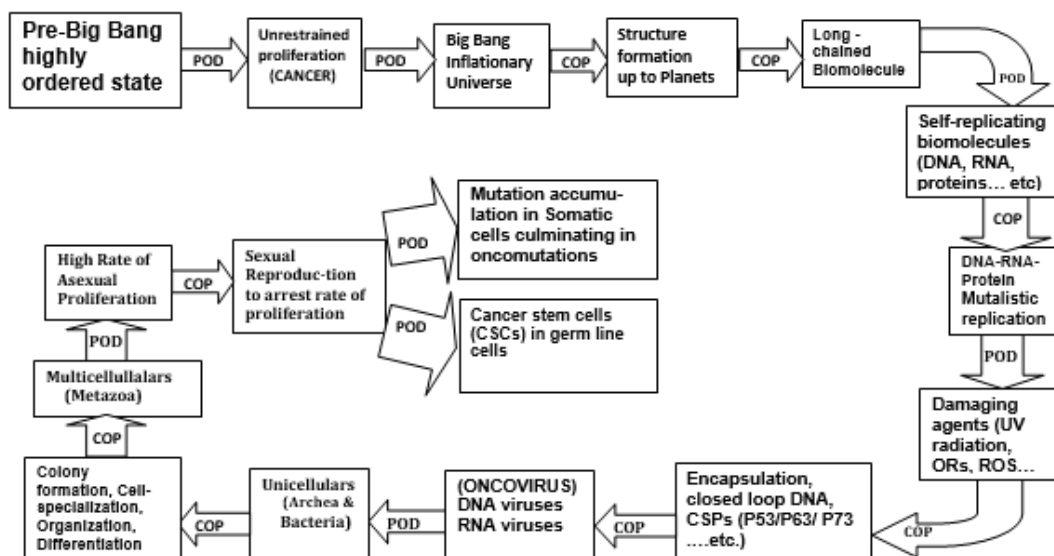 Pre-Big Bang
highly
ordered state
POD
Unrestrained
proliferation
(CANCER)
POD
Big Bang
Inflationary
Universe
COP
Structure
formation
up to Planets
COP
Long -
chained
Biomolecule
POD
Self-replicating
biomolecules
(DNA, RNA,
proteins... etc)
COP
DNA-RNA-
Protein
Mutalistic
replication
POD
Damaging
agents (UV
radiation,
ORs, ROS...
COP
Encapsulation,
closed loop DNA,
CSPs (P53/P63/ P73
....etc.)
COP
(ONCOVIRUS)
DNA viruses
RNA viruses
POD
Unicellulars
(Archea &
Bacteria)
COP
Colony
formation, Cell-
specialization,
Organization,
Differentiation
COP
Multicellullalars
(Metazoa)
POD
High Rate of
Asexual
Proliferation
COP
Sexual
Reproduc-tion
to arrest rate of
proliferation
POD
Mutation accumu-
lation in Somatic
cells culminating in
oncomutations
POD
Cancer stem cells
(CSCs) in germ line
cells